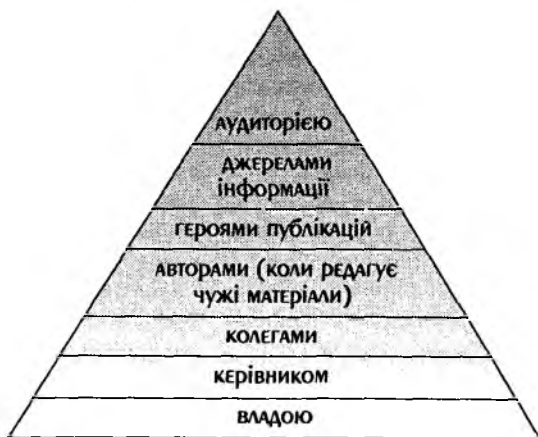 аудиторією
джерелами
інформації
героями публікацій
авторами (коли редагує
чужі матеріали)
колегами
керівником
владою